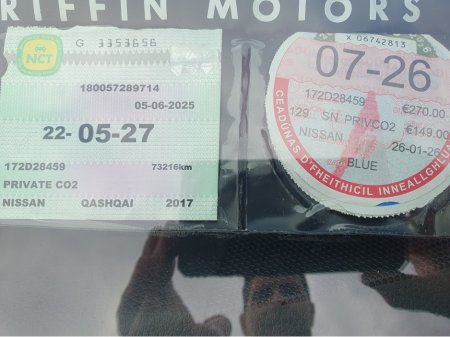 RIFFIN MOTORS
G 3353656
NCT
180057289714
05-06-2025
22-05-27
172D28459 73216km
PRIVATE CO2
NISSAN QASHQAI 2017
X 06742813
07-26
172D28459 €270.00
129 SN PRIVCO2 €149.00
NISSAN 26-01-26
BLUE
CEADÚNAS D'FHEITHICIL INNEALLGHLUA